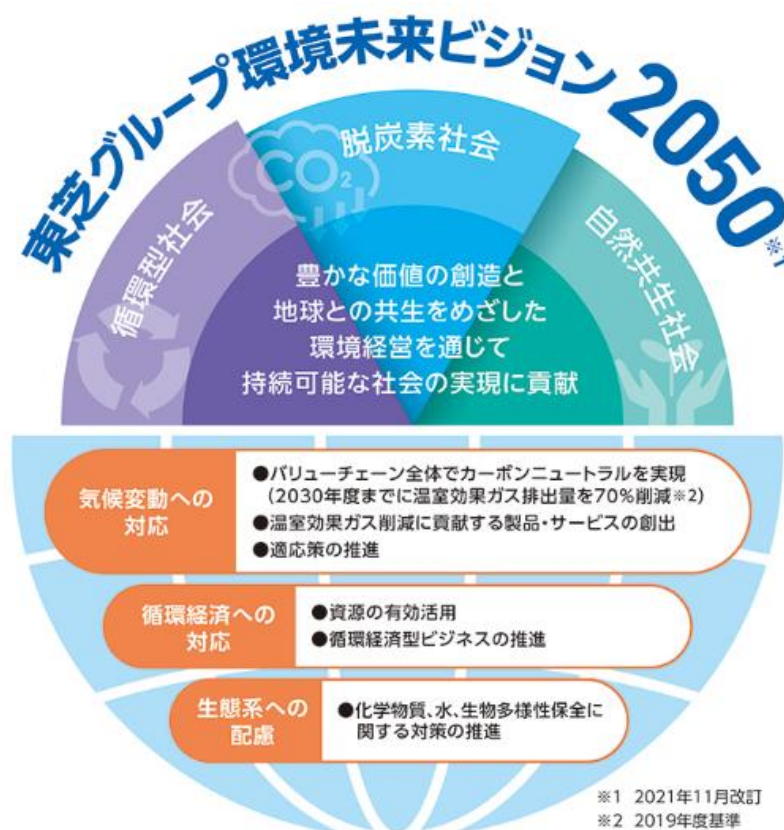 東芝グループ環境未来ビジョン2050※1
循環型社会
脱炭素社会
CO2
自然共生社会
豊かな価値の創造と
地球との共生をめざした
環境経営を通じて
持続可能な社会の実現に貢献
気候変動への
対応
●バリューチェーン全体でカーボンニュートラルを実現
(2030年度までに温室効果ガス排出量を70%削減※2)
●温室効果ガス削減に貢献する製品・サービスの創出
●適応策の推進
循環経済への
対応
●資源の有効活用
●循環経済型ビジネスの推進
生態系への
配慮
●化学物質、水、生物多様性保全に
関する対策の推進
※1 2021年11月改訂
※2 2019年度基準